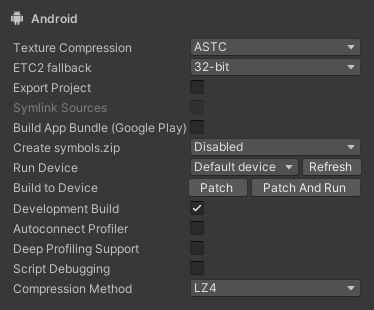 Android
Texture Compression ASTC
ETC2 fallback 32-bit
Export Project
Symlink Sources
Build App Bundle (Google Play)
Create symbols.zip Disabled
Run Device Default device Refresh
Build to Device Patch Patch And Run
Development Build
Autoconnect Profiler
Deep Profiling Support
Script Debugging
Compression Method LZ4